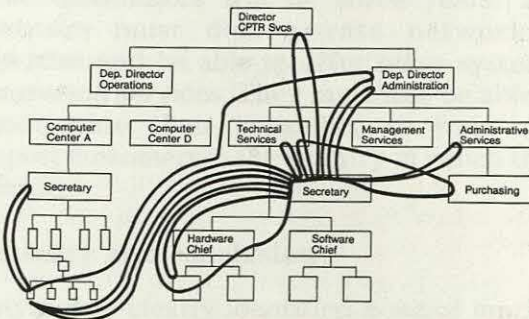 Director
CPTR Svcs
Dep. Director
Operations
Dep. Director
Administration
Computer
Center A
Computer
Center D
Technical
Services
Management
Services
Administrative
Services
Secretary
Secretary
Purchasing
Hardware
Chief
Software
Chief